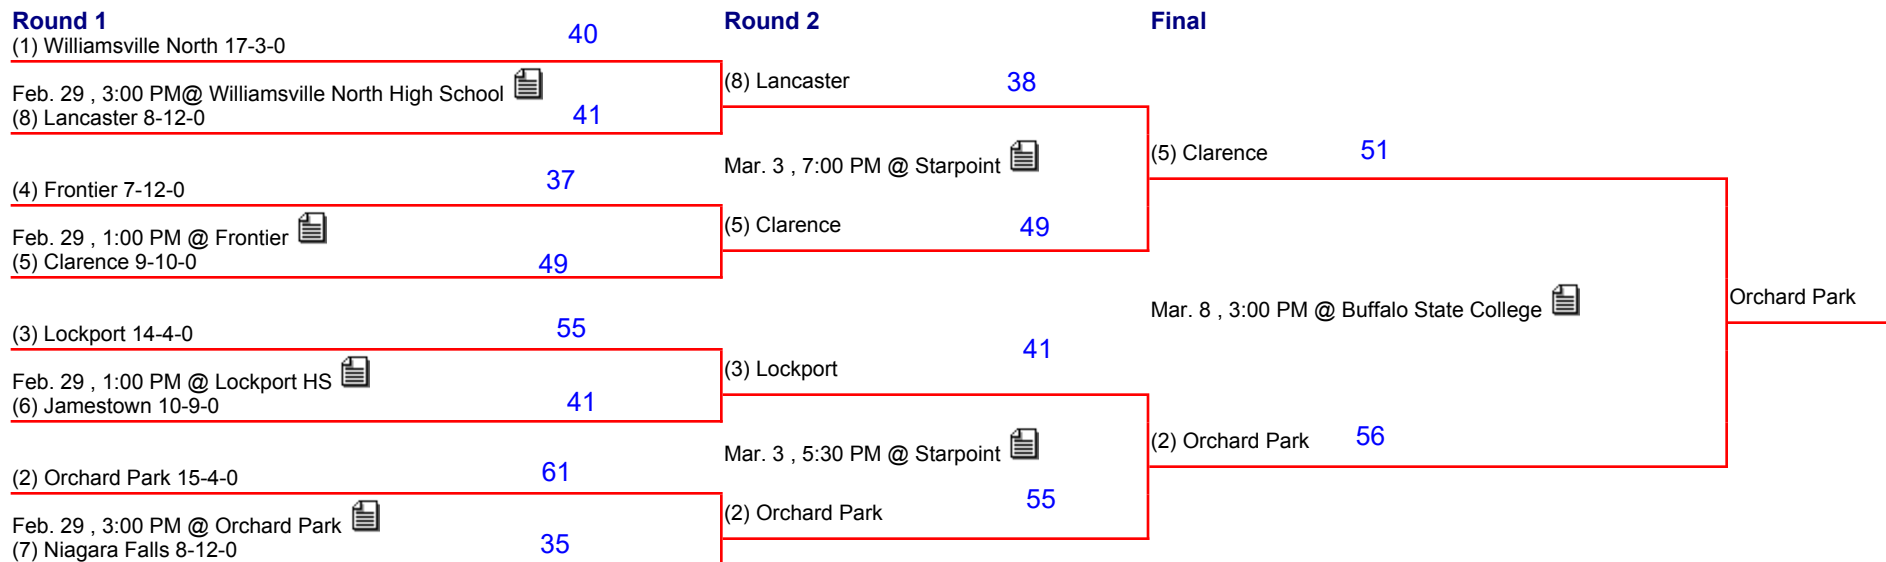 Round 1
(1) Williamsville North 17-3-0 40
Feb. 29 , 3:00 PM@ Williamsville North High School
(8) Lancaster 8-12-0 41
(4) Frontier 7-12-0 37
Feb. 29 , 1:00 PM @ Frontier
(5) Clarence 9-10-0 49
(3) Lockport 14-4-0 55
Feb. 29 , 1:00 PM @ Lockport HS
(6) Jamestown 10-9-0 41
(2) Orchard Park 15-4-0 61
Feb. 29 , 3:00 PM @ Orchard Park
(7) Niagara Falls 8-12-0 35
Round 2
(8) Lancaster 38
Mar. 3 , 7:00 PM @ Starpoint
(5) Clarence 49
(3) Lockport 41
Mar. 3 , 5:30 PM @ Starpoint
(2) Orchard Park 55
Final
(5) Clarence 51
Mar. 8 , 3:00 PM @ Buffalo State College
(2) Orchard Park 56
Orchard Park